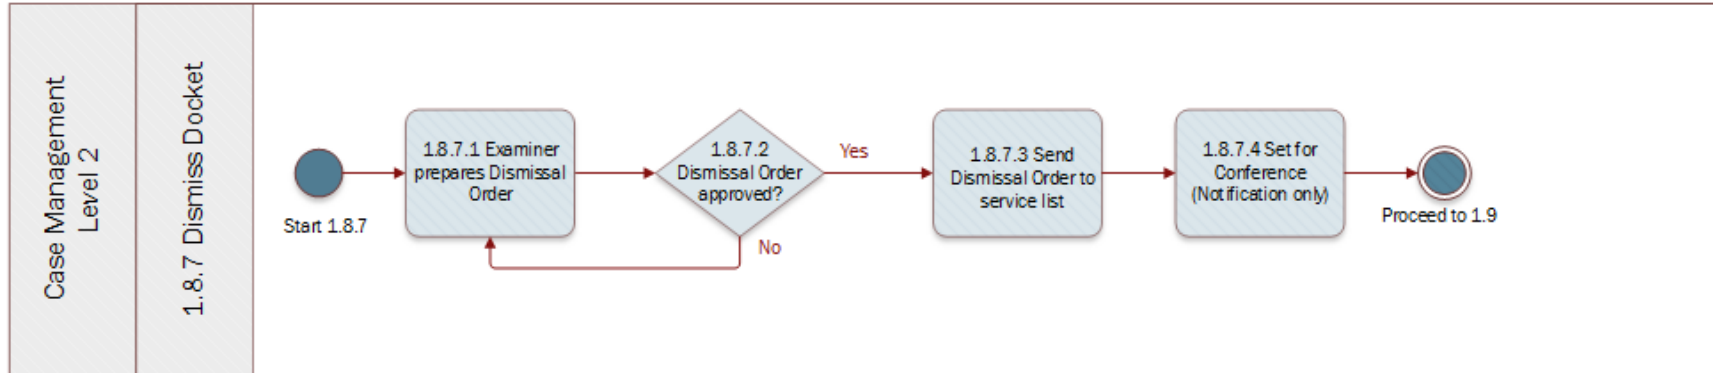 Case Management
Level 2
1.8.7 Dismiss Docket
Start 1.8.7
1.8.7.1 Examiner
prepares Dismissal
Order
1.8.7.2
Dismissal Order
approved?
Yes
No
1.8.7.3 Send
Dismissal Order to
service list
1.8.7.4 Set for
Conference
(Notification only)
Proceed to 1.9